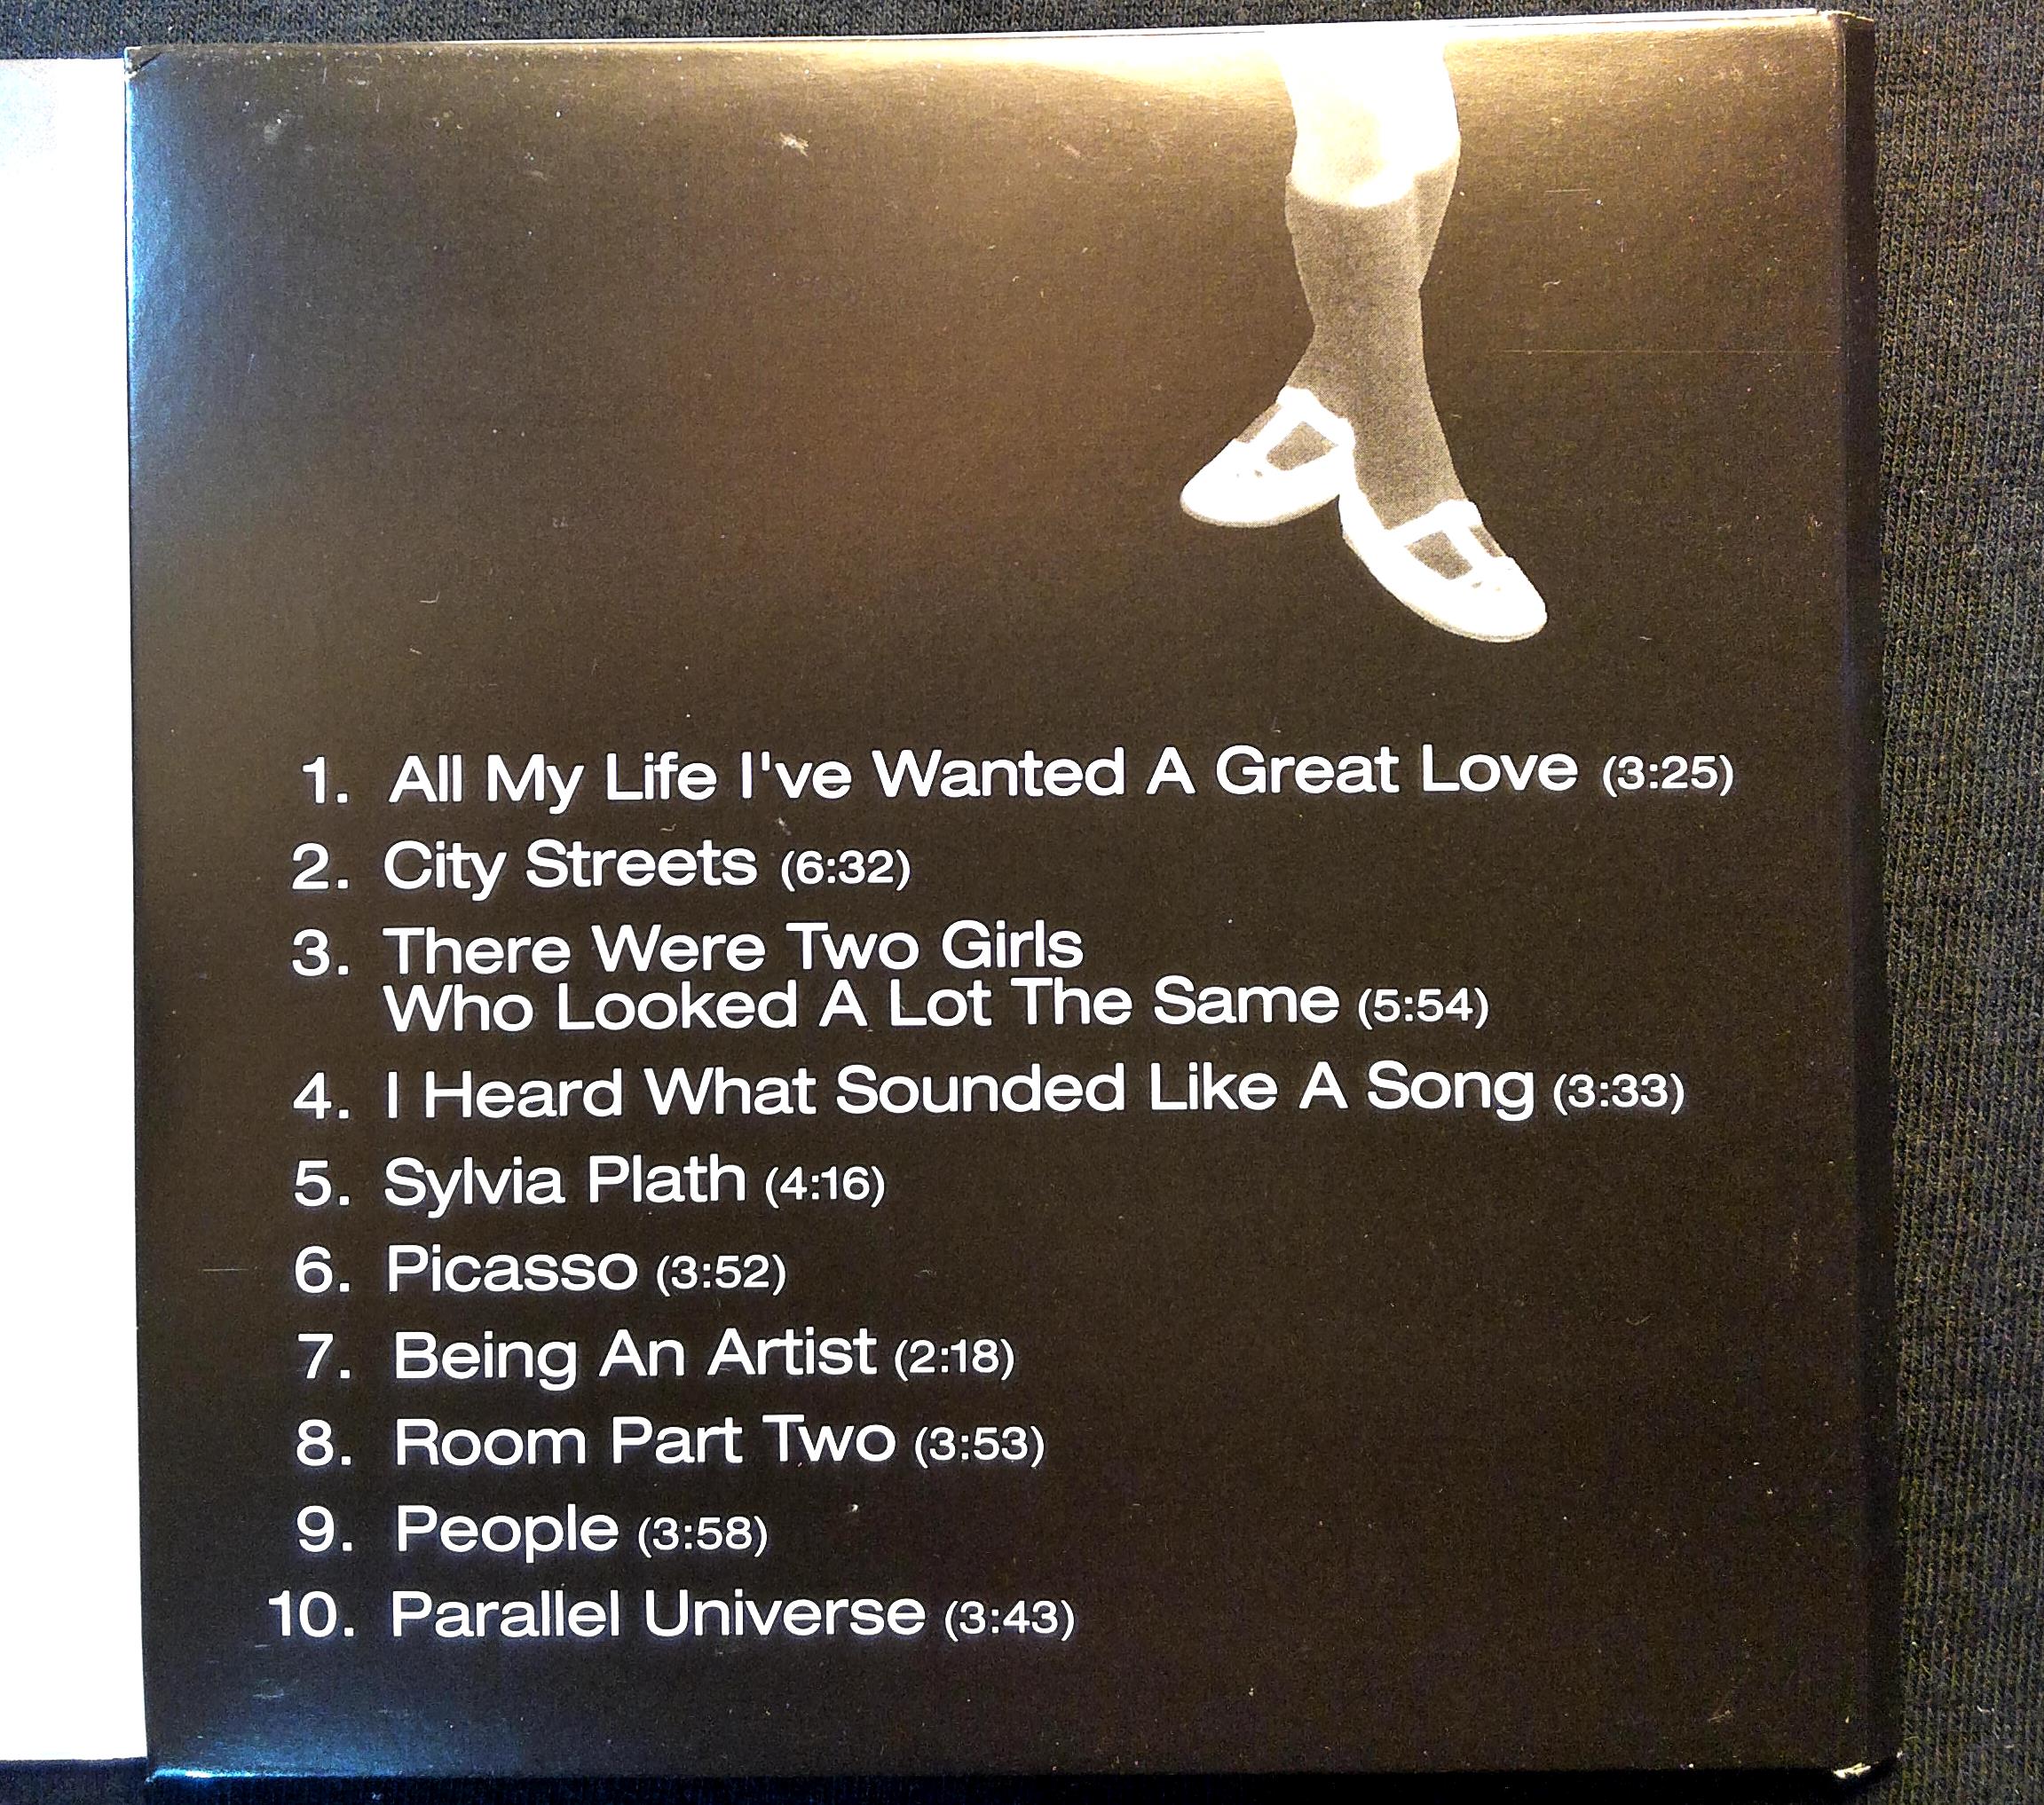 1. All My Life I've Wanted A Great Love (3:25)
2. City Streets (6:32)
3. There Were Two Girls
Who Looked A Lot The Same (5:54)
4. I Heard What Sounded Like A Song (3:33)
5. Sylvia Plath (4:16)
6. Picasso (3:52)
7. Being An Artist (2:18)
8. Room Part Two (3:53)
9. People (3:58)
10. Parallel Universe (3:43)